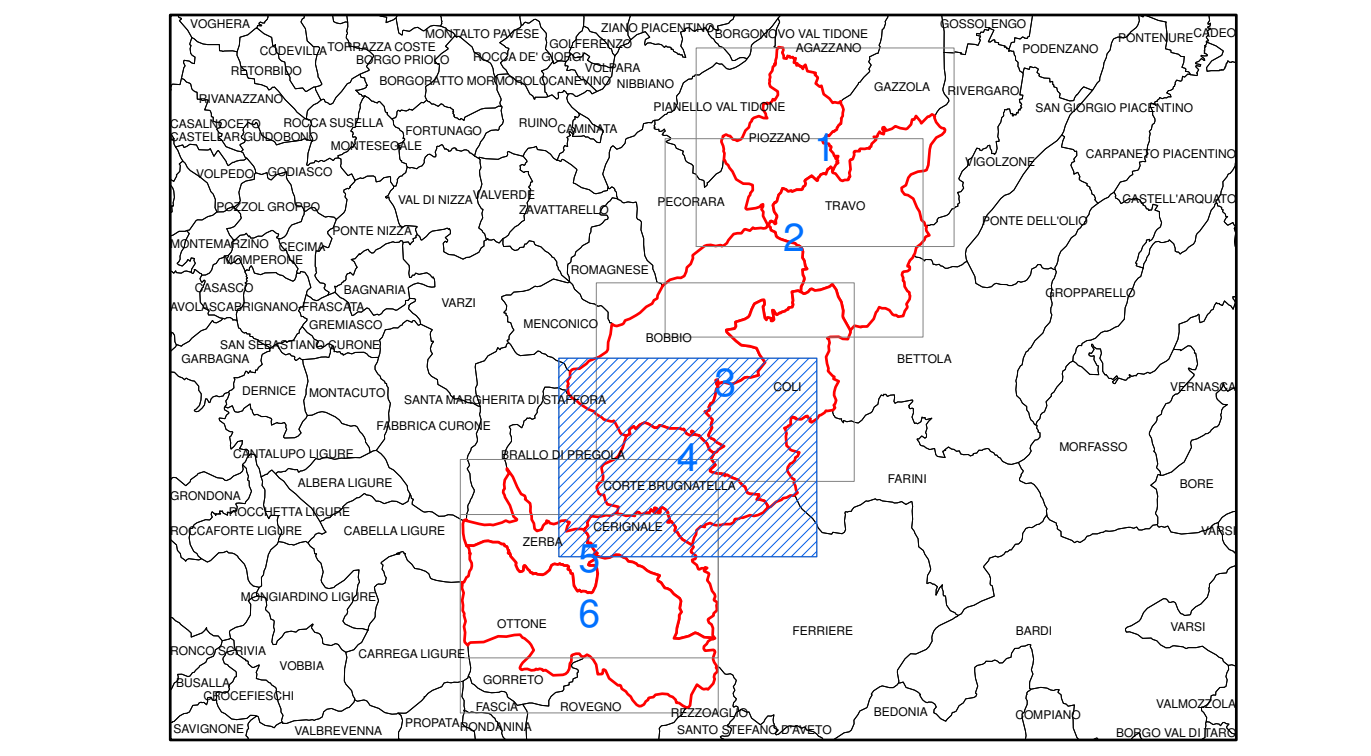 VOGHERA
MONTALTO PAVESE
ZIANO PIACENTINO
BORGONOVO VAL TIDONE
GOSSOLENGO
PONTENURE
CADEO
CODEVILLA
TORRAZZA COSTE
GOLFERENZO
AGAZZANO
PODENZANO
BORGO PRIOLO
ROCCA DE' GIORGI
RETORBIDO
VOLPARA
BORGORATTO MORMOROLO
CANEVINO
NIBBIANO
GAZZOLA
RIVERGARO
RIVANAZZANO
PIANELLO VAL TIDONE
SAN GIORGIO PIACENTINO
CASALNOCETO
ROCCA SUSELLA
RUINO
CAMINATA
CASTELLAR GUIDOBONO
FORTUNAGO
PIOZZANO
1
MONTESEGALE
CARPANETO PIACENTINO
VOLPEDO
GODIASCO
VIGOLZONE
VAL DI NIZZA
VALVERDE
PECORARA
TRAVO
CASTELL'ARQUATO
POZZOL GROPPO
ZAVATTARELLO
PONTE DELL'OLIO
PONTE NIZZA
2
MONTEMARZINO
CECIMA
MOMPERONE
ROMAGNESE
CASASCO
BAGNARIA
GROPPARELLO
AVOLASCA
BRIGNANO-FRASCATA
VARZI
GREMIASCO
MENCONICO
BOBBIO
SAN SEBASTIANO CURONE
GARBAGNA
BETTOLA
DERNICE
MONTACUTO
3
COLI
VERNASCA
SANTA MARGHERITA DI STAFFORA
FABBRICA CURONE
MORFASSO
CANTALUPO LIGURE
BRALLO DI PREGOLA
4
ALBERA LIGURE
CORTE BRUGNATELLA
FARINI
BORE
GRONDONA
ROCCHETTA LIGURE
ROCCAFORTE LIGURE
CABELLA LIGURE
CERIGNALE
VARSI
ZERBA
5
MONGIARDINO LIGURE
6
OTTONE
FERRIERE
BARDI
VARSI
RONCO SCRIVIA
VOBBIA
CARREGA LIGURE
BUSALLA
GORRETO
CROCEFIESCHI
FASCIA
ROVEGNO
REZZOAGLIO
BEDONIA
COMPIANO
VALMOZZOLA
SAVIGNONE
VALBREVENNA
PROPATA
RONDANINA
SANTO STEFANO D'AVETO
BORGO VAL DI TARO